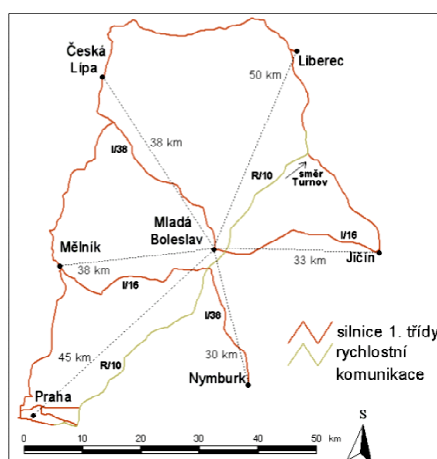 Česká
Lípa
Liberec
50 km
I/38
38 km
R/10
směr
Turnov
Mladá
Boleslav
Mělník
38 km
I/16
I/16
33 km
Jičín
I/38
silnice 1. třídy
rychlostní
komunikace
45 km
R/10
30 km
Nymburk
Praha
S
0 10 20 30 40 50 km